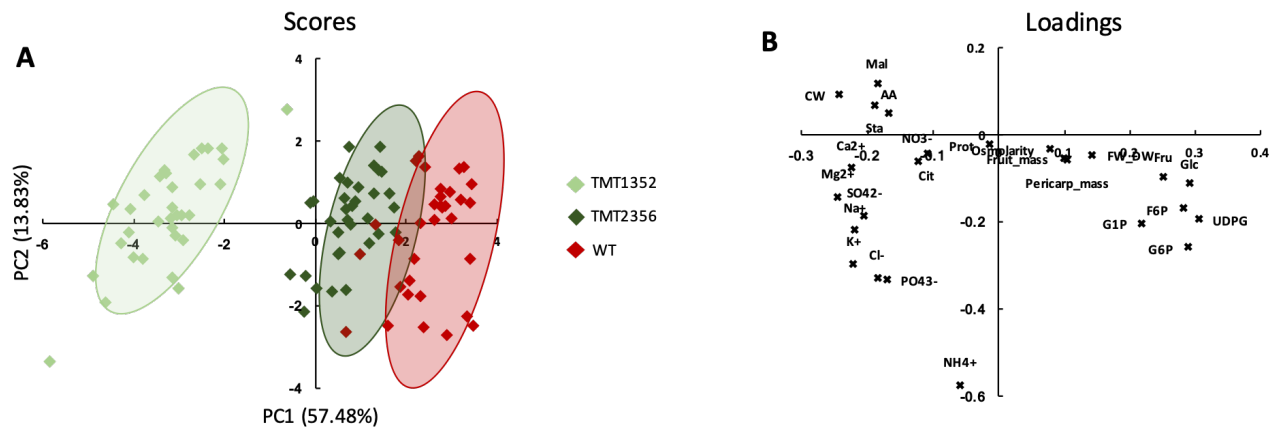 Scores
A
4
2
0
-2
-4
-6
-4
-2
0
2
4
PC2 (13.83%)
PC1 (57.48%)
TMT1352
TMT2356
WT
Loadings
B
0.2
0
-0.2
-0.4
-0.6
-0.3
-0.2
-0.1
0.1
0.2
0.3
0.4
Mal
CW
AA
Sta
NO3-
Ca2+
Prot
Osmolarity
Fruit_mass
FW_DW
Fru
Glc
Mg2+
Cit
Pericarp_mass
SO42-
Na+
F6P
G1P
UDPG
K+
G6P
Cl-
PO43-
NH4+